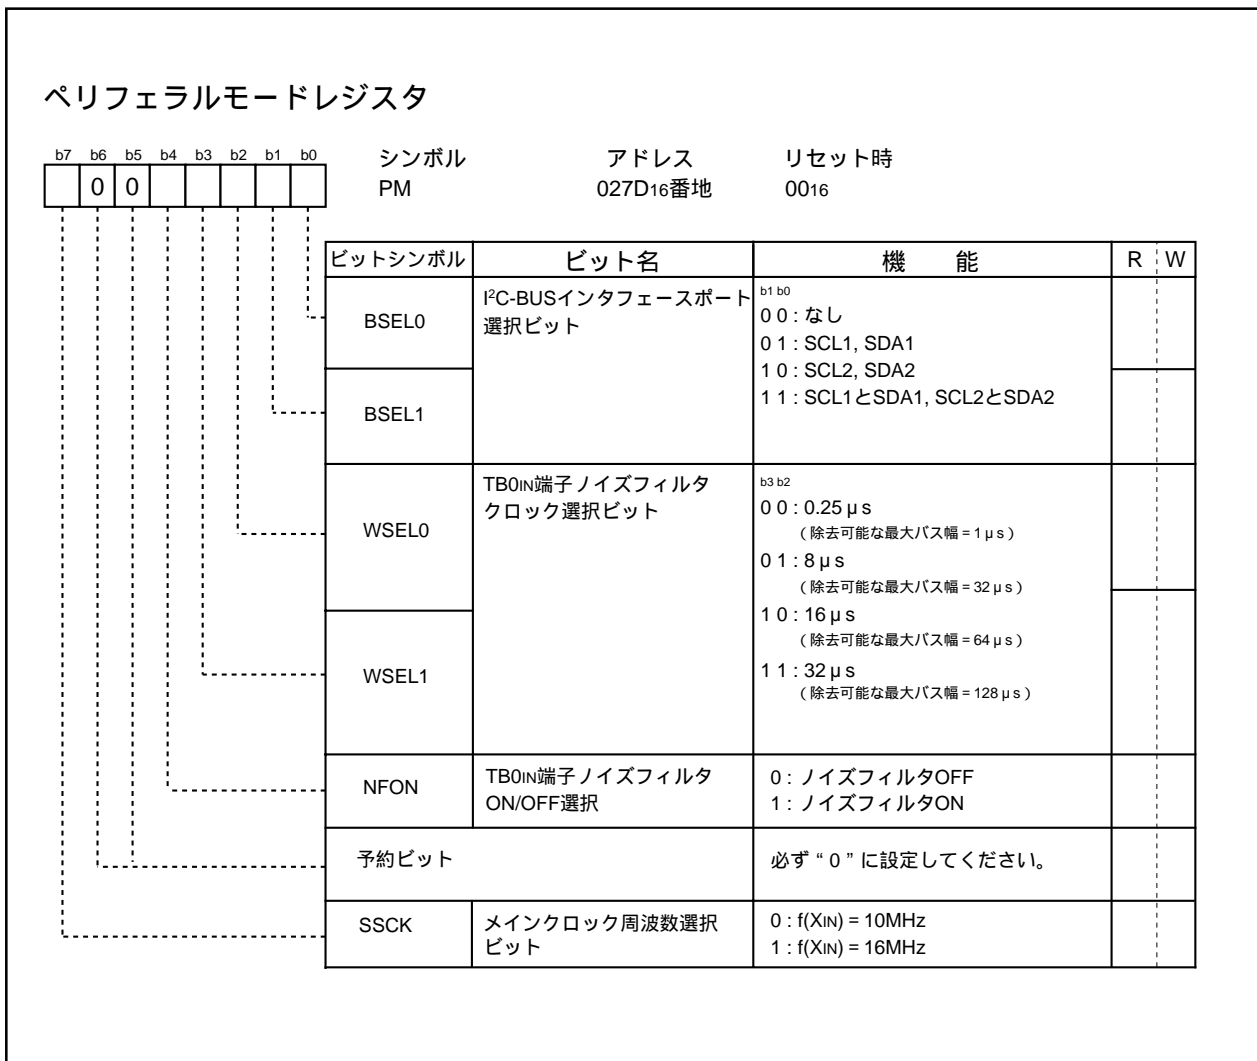 ペリフェラルモードレジスタ
b7 b6 b5 b4 b3 b2 b1 b0
0 0
シンボル アドレス リセット時
PM 027D16番地 0016
ビットシンボル ビット名 機 能 R W
BSEL0
I²C-BUSインタフェースポート
選択ビット
b1 b0
0 0 : なし
0 1 : SCL1, SDA1
1 0 : SCL2, SDA2
1 1 : SCL1とSDA1, SCL2とSDA2
BSEL1
WSEL0
TB0IN端子ノイズフィルタ
クロック選択ビット
b3 b2
0 0 : 0.25 μ s
(除去可能な最大バス幅 = 1 μ s )
0 1 : 8 μ s
(除去可能な最大バス幅 = 32 μ s )
1 0 : 16 μ s
(除去可能な最大バス幅 = 64 μ s )
1 1 : 32 μ s
(除去可能な最大バス幅 = 128 μ s )
WSEL1
NFON
TB0IN端子ノイズフィルタ
ON/OFF選択
0 : ノイズフィルタOFF
1 : ノイズフィルタON
予約ビット
必ず “ 0 ” に設定してください。
SSCK
メインクロック周波数選択
ビット
0 : f(XIN) = 10MHz
1 : f(XIN) = 16MHz